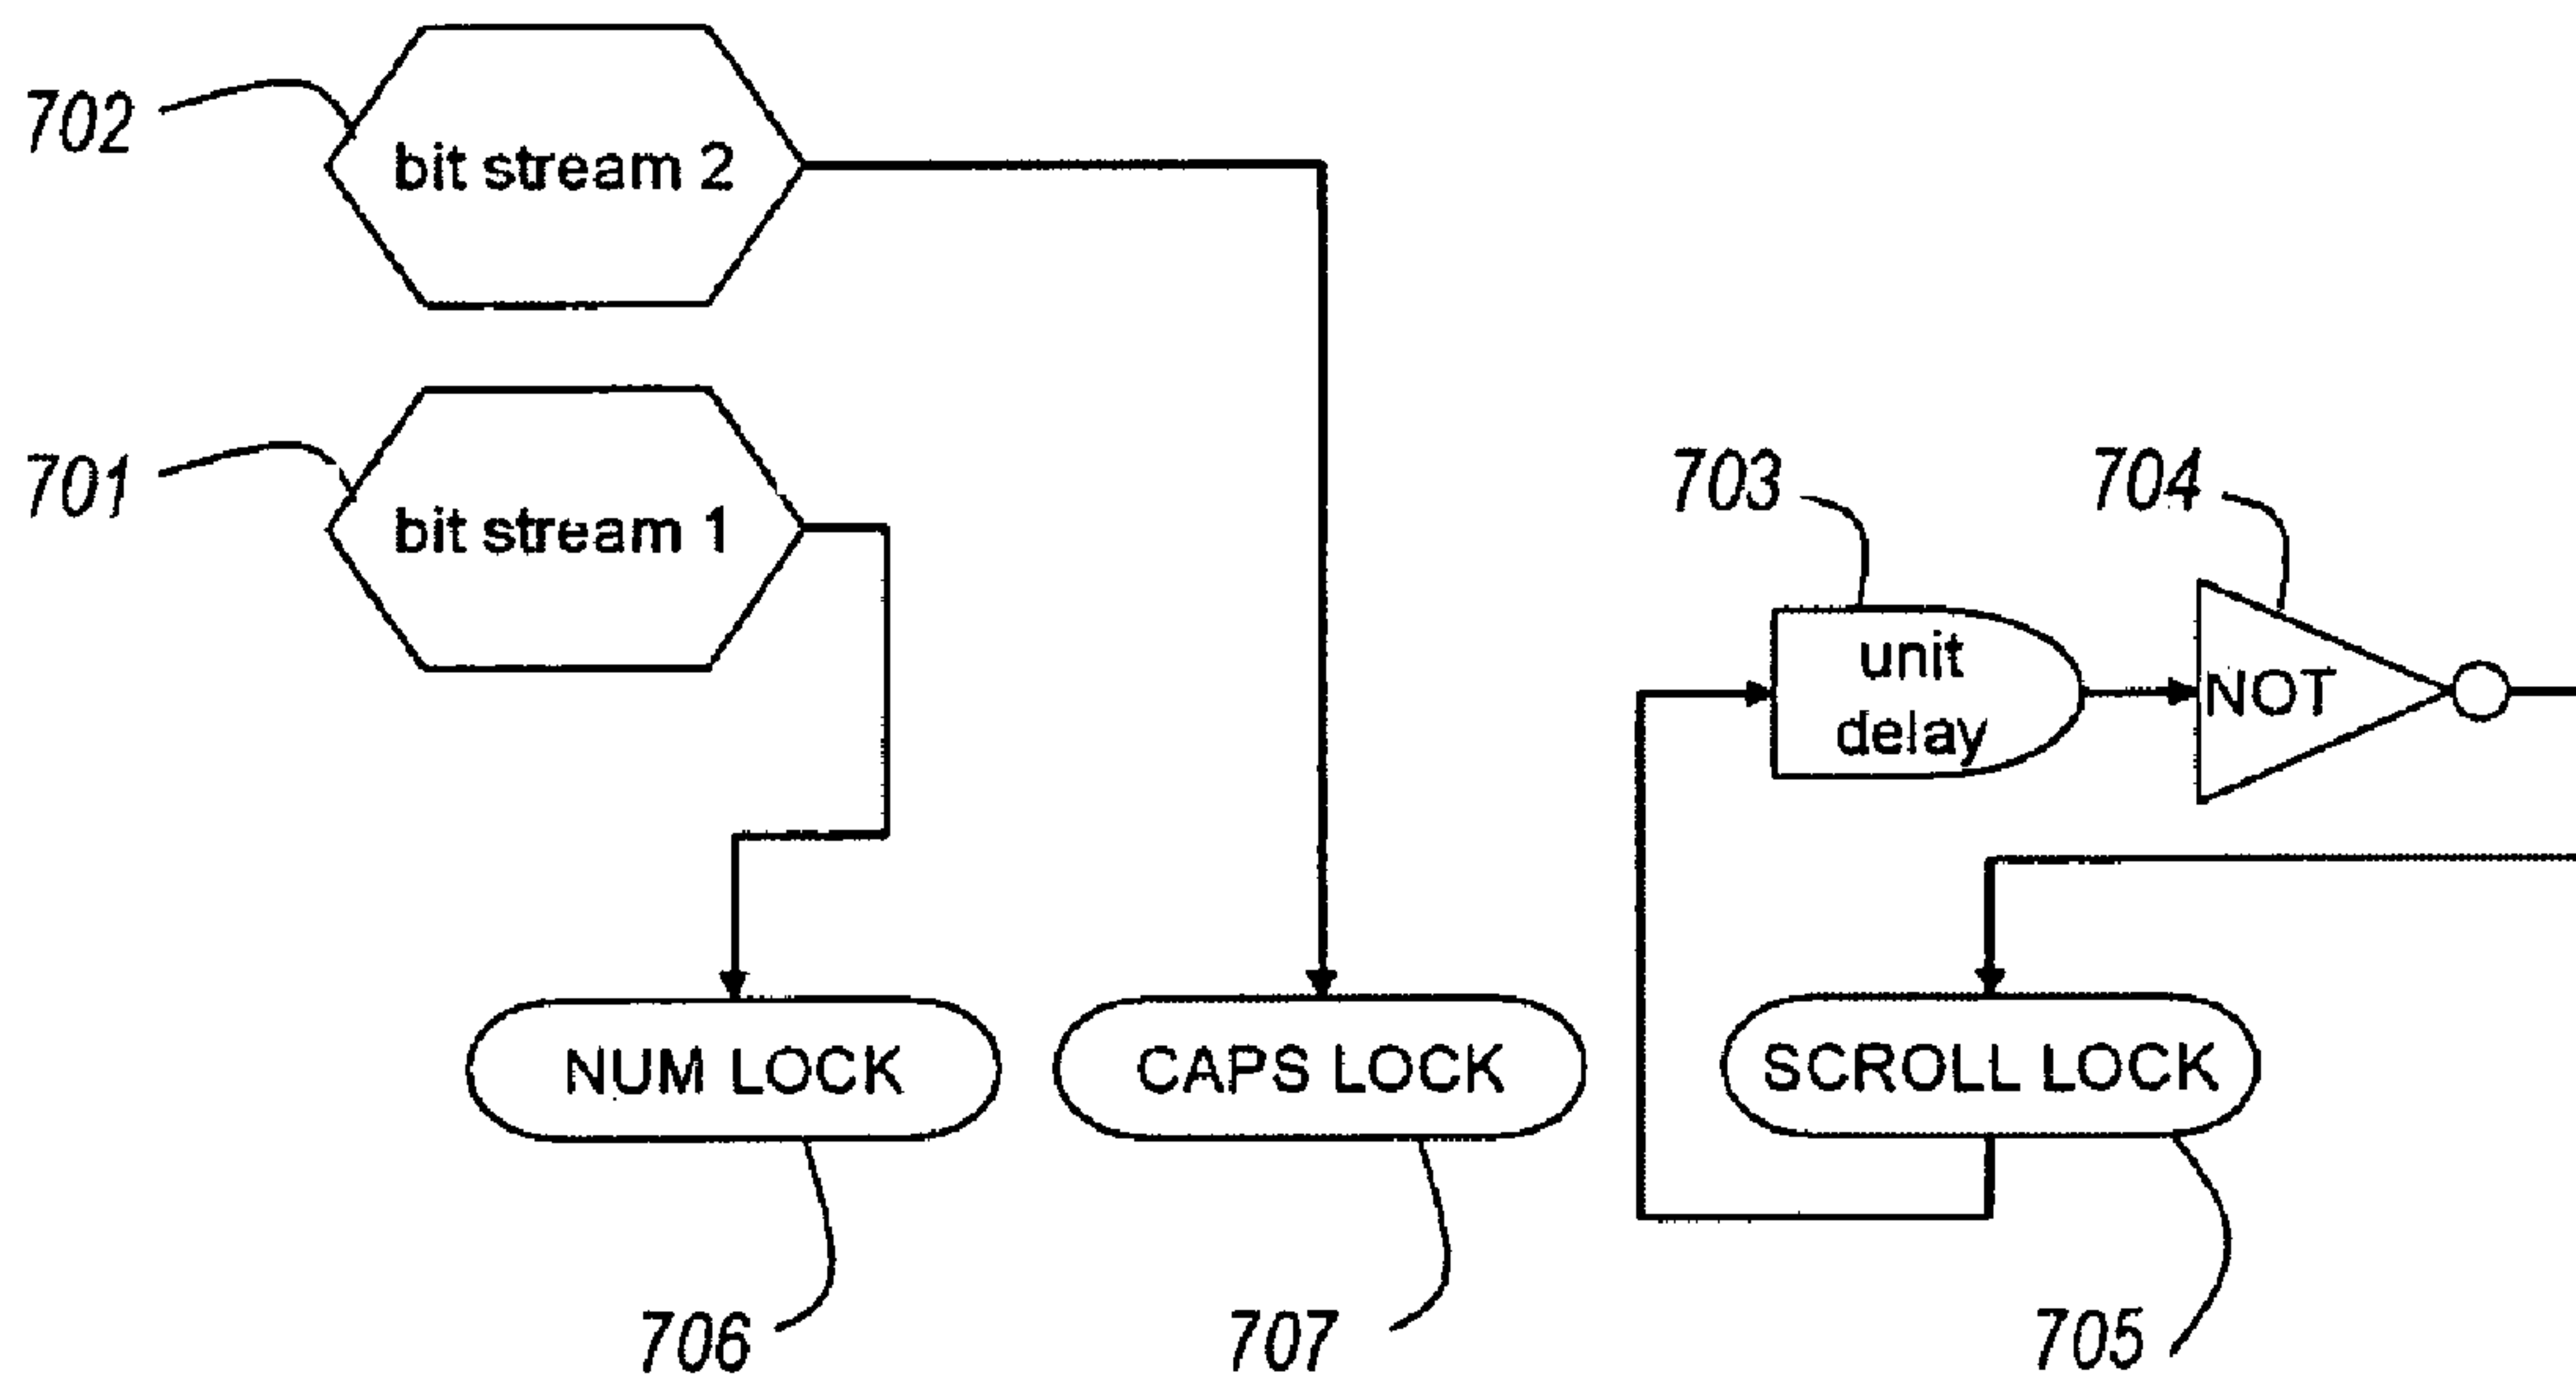 702
bit stream 2
701
bit stream 1
703
704
unit
delay
NOT
NUM LOCK
CAPS LOCK
SCROLL LOCK
706
707
705